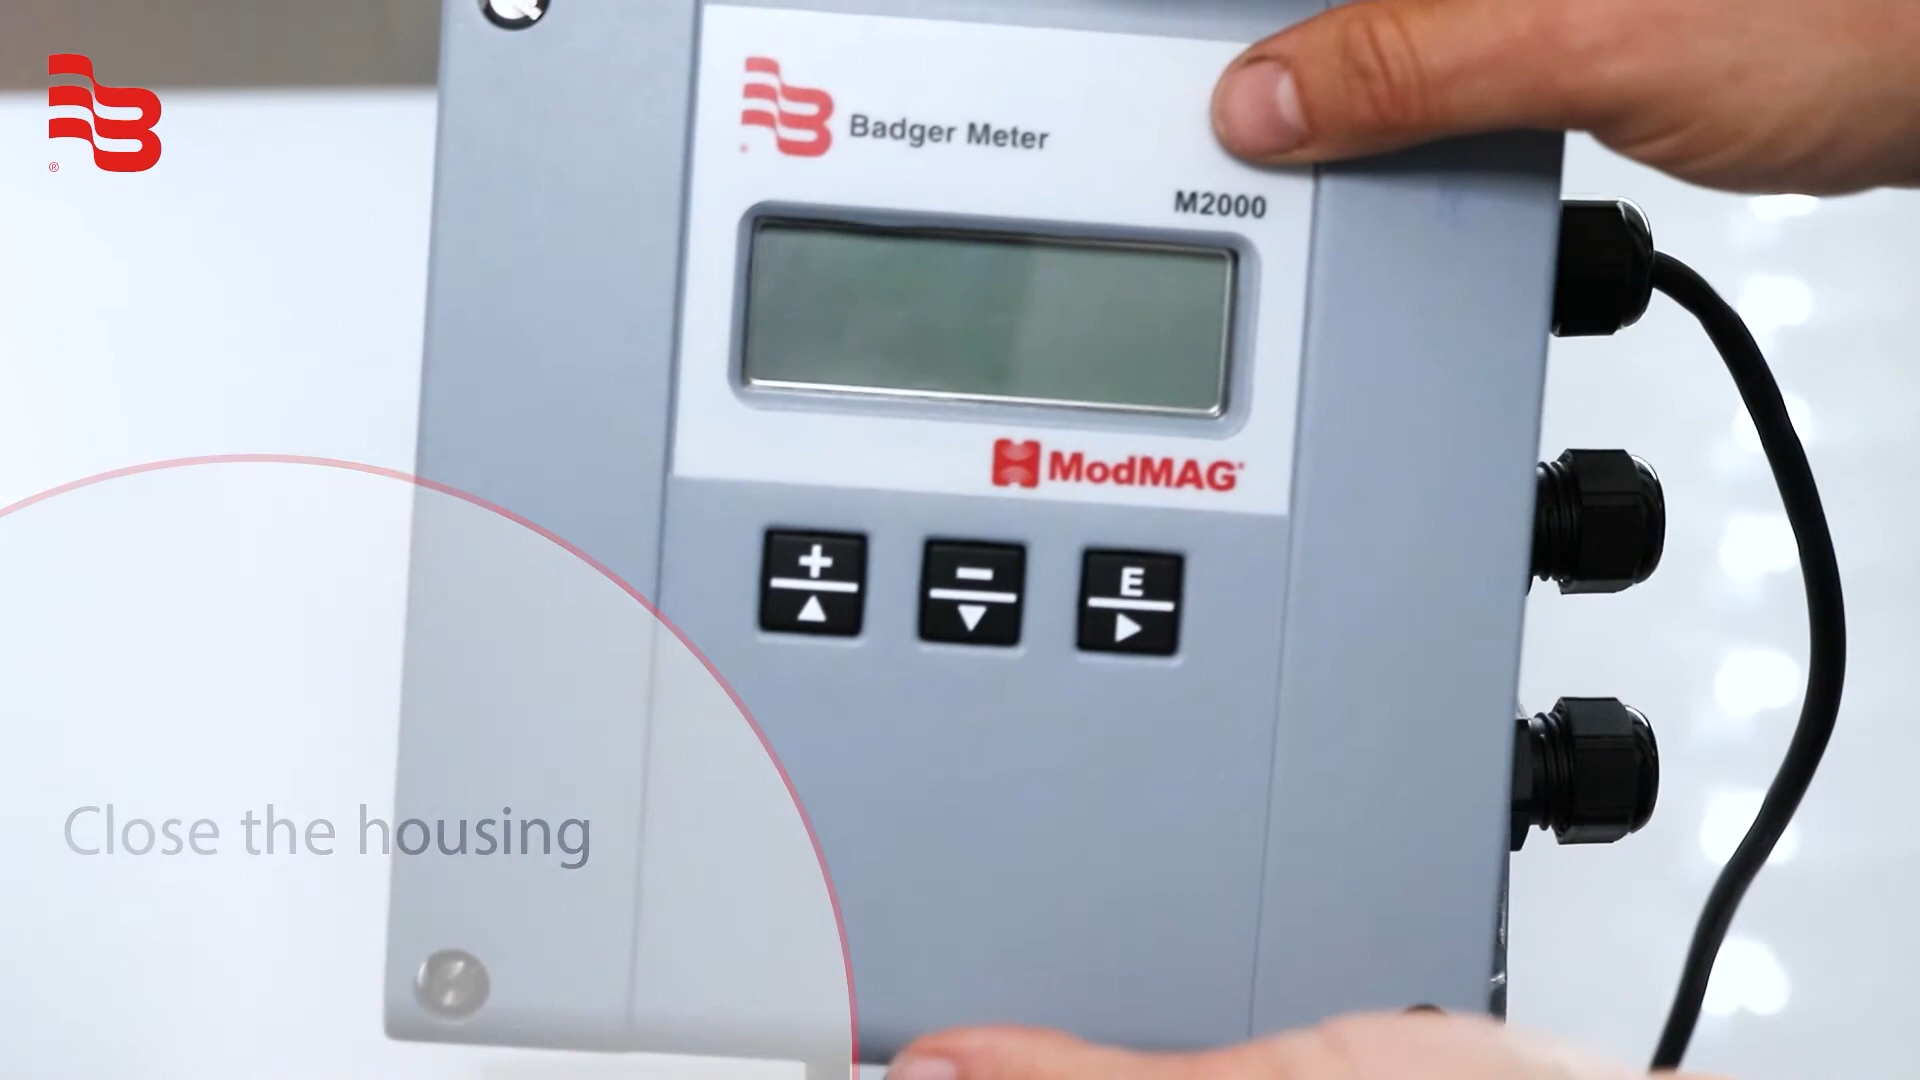 Badger Meter
M2000
ModMAG®
+
-
E
Close the housing
®